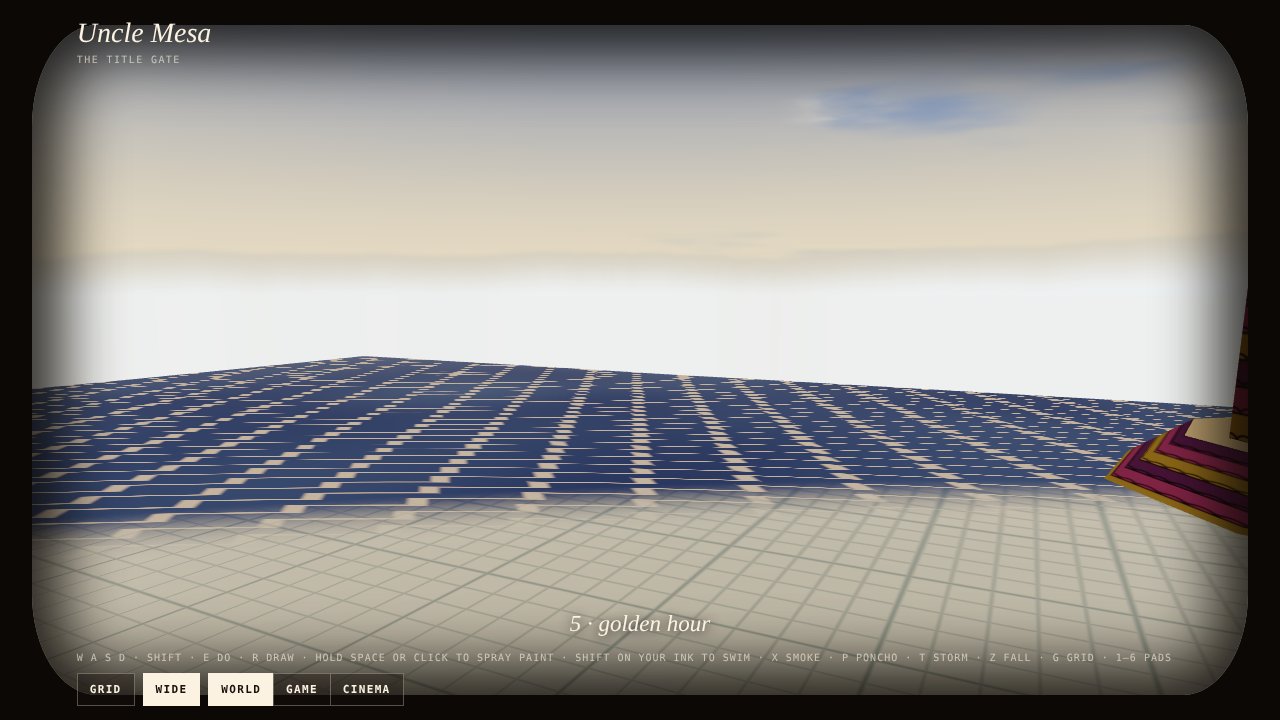 Uncle Mesa
THE TITLE GATE
5 · golden hour
W A S D · SHIFT · E DO · R DRAW · HOLD SPACE OR CLICK TO SPRAY PAINT · SHIFT ON YOUR INK TO SWIM · X SMOKE · P PONCHO · T STORM · Z FALL · G GRID · 1–6 PADS
GRID WIDE WORLD GAME CINEMA